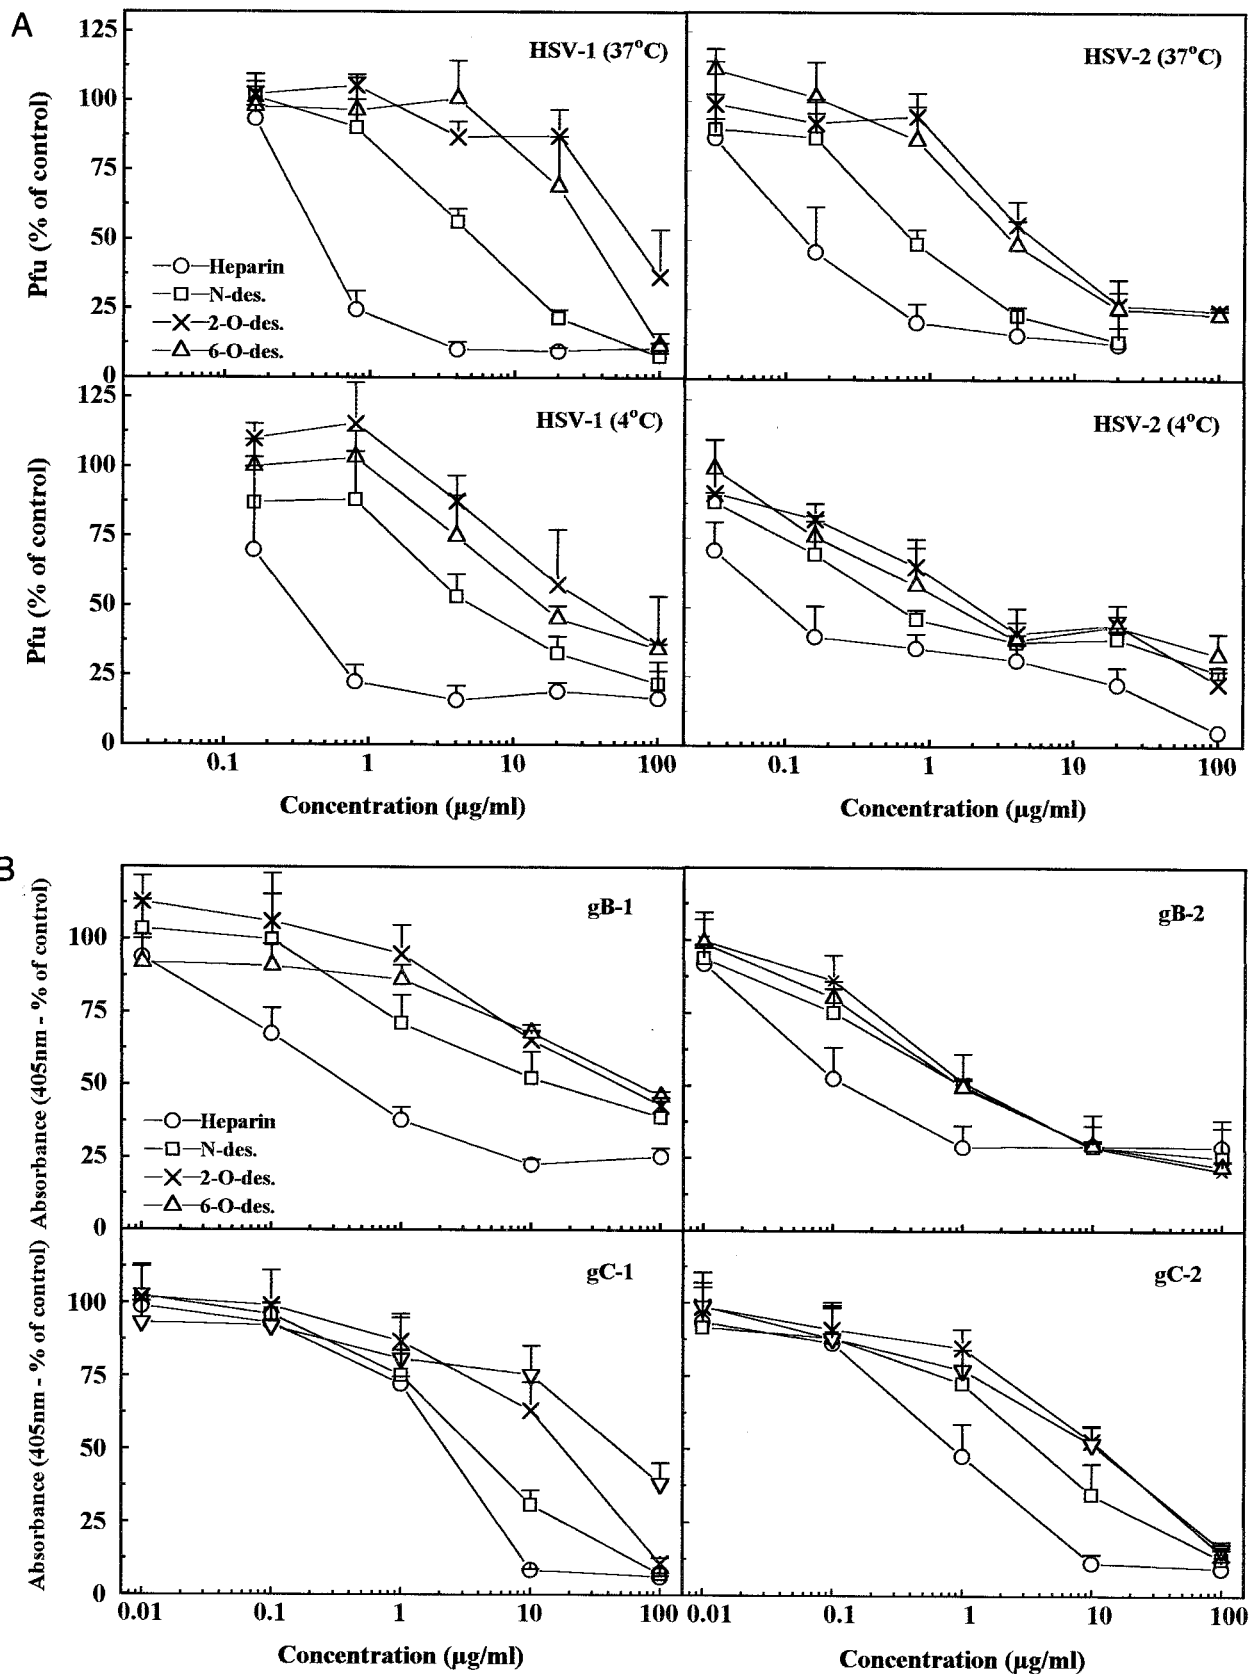 A
125
100
75
50
25
0
Pfu (% of control)
HSV-1 (37°C)
HSV-2 (37°C)
Heparin
N-des.
2-O-des.
6-O-des.
125
100
75
50
25
0
Pfu (% of control)
HSV-1 (4°C)
HSV-2 (4°C)
0.1 1 10 100
0.1 1 10 100
Concentration (µg/ml)
Concentration (µg/ml)
B
100
75
50
25
0
Absorbance (405nm - % of control)
gB-1
gB-2
Heparin
N-des.
2-O-des.
6-O-des.
100
75
50
25
0
Absorbance (405nm - % of control)
gC-1
gC-2
0.01 0.1 1 10 100
0.01 0.1 1 10 100
Concentration (µg/ml)
Concentration (µg/ml)